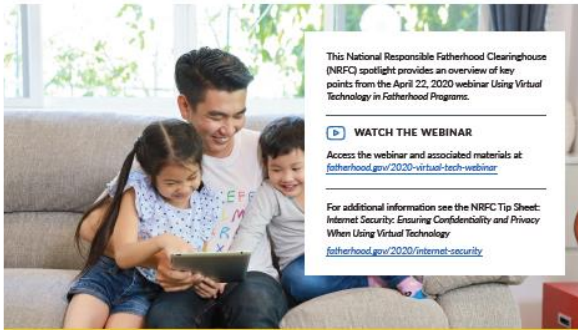 This National Responsible Fatherhood Clearinghouse
(NRFC) spotlight provides an overview of key
points from the April 22, 2020 webinar Using Virtual
Technology in Fatherhood Programs.
WATCH THE WEBINAR
Access the webinar and associated materials at
fatherhood.gov/2020-virtual-tech-webinar
For additional information see the NRFC Tip Sheet:
Internet Security: Ensuring Confidentiality and Privacy
When Using Virtual Technology
fatherhood.gov/2020/internet-security